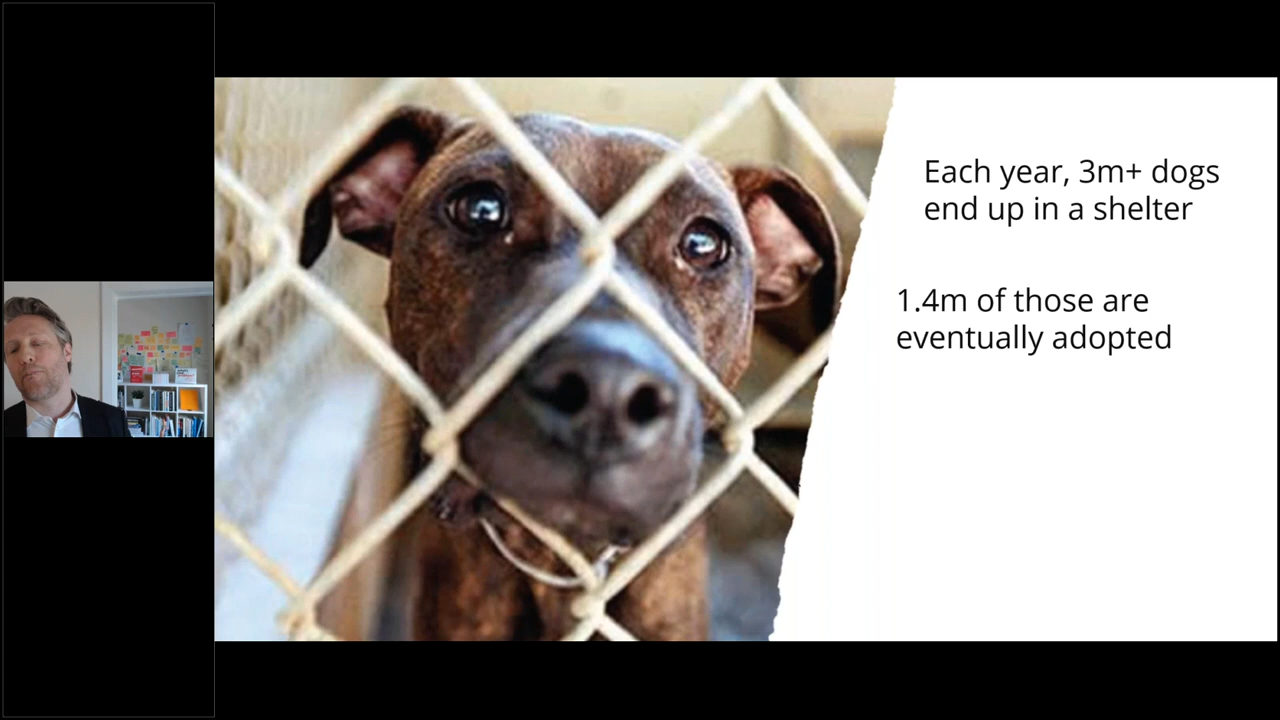 Each year, 3m+ dogs
end up in a shelter
1.4m of those are
eventually adopted